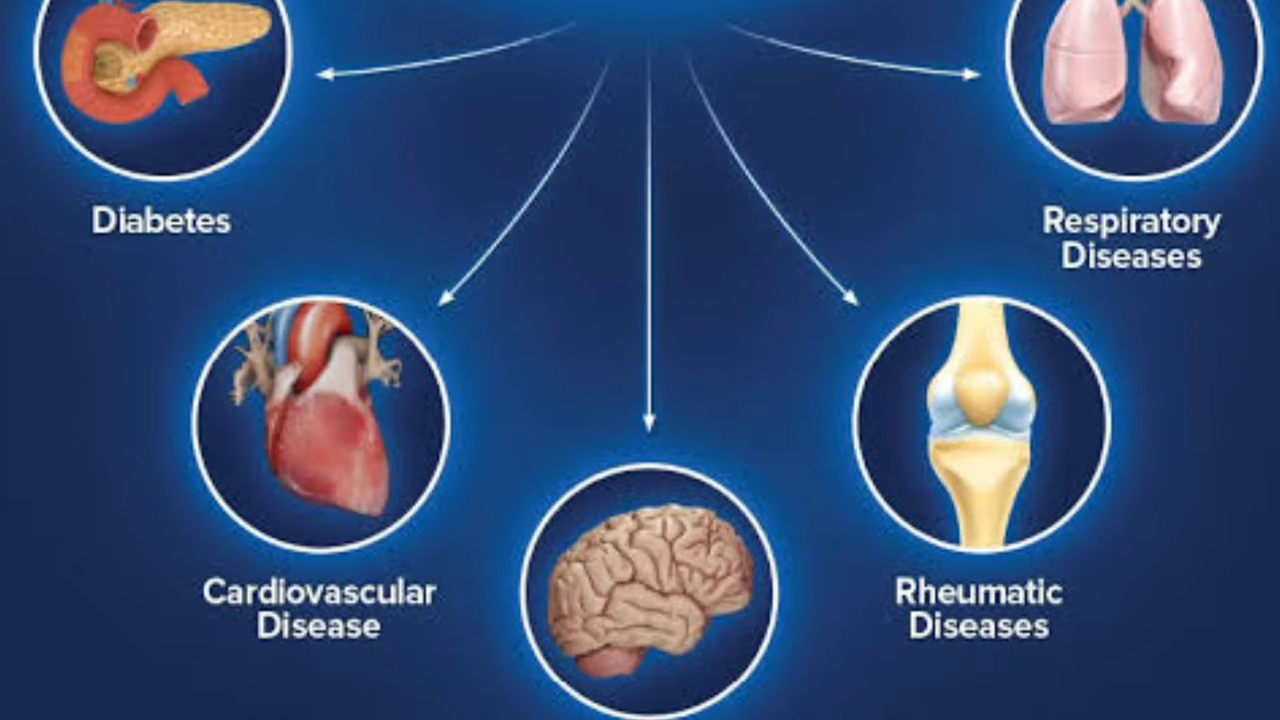 Diabetes
Respiratory
Diseases
Cardiovascular
Disease
Rheumatic
Diseases